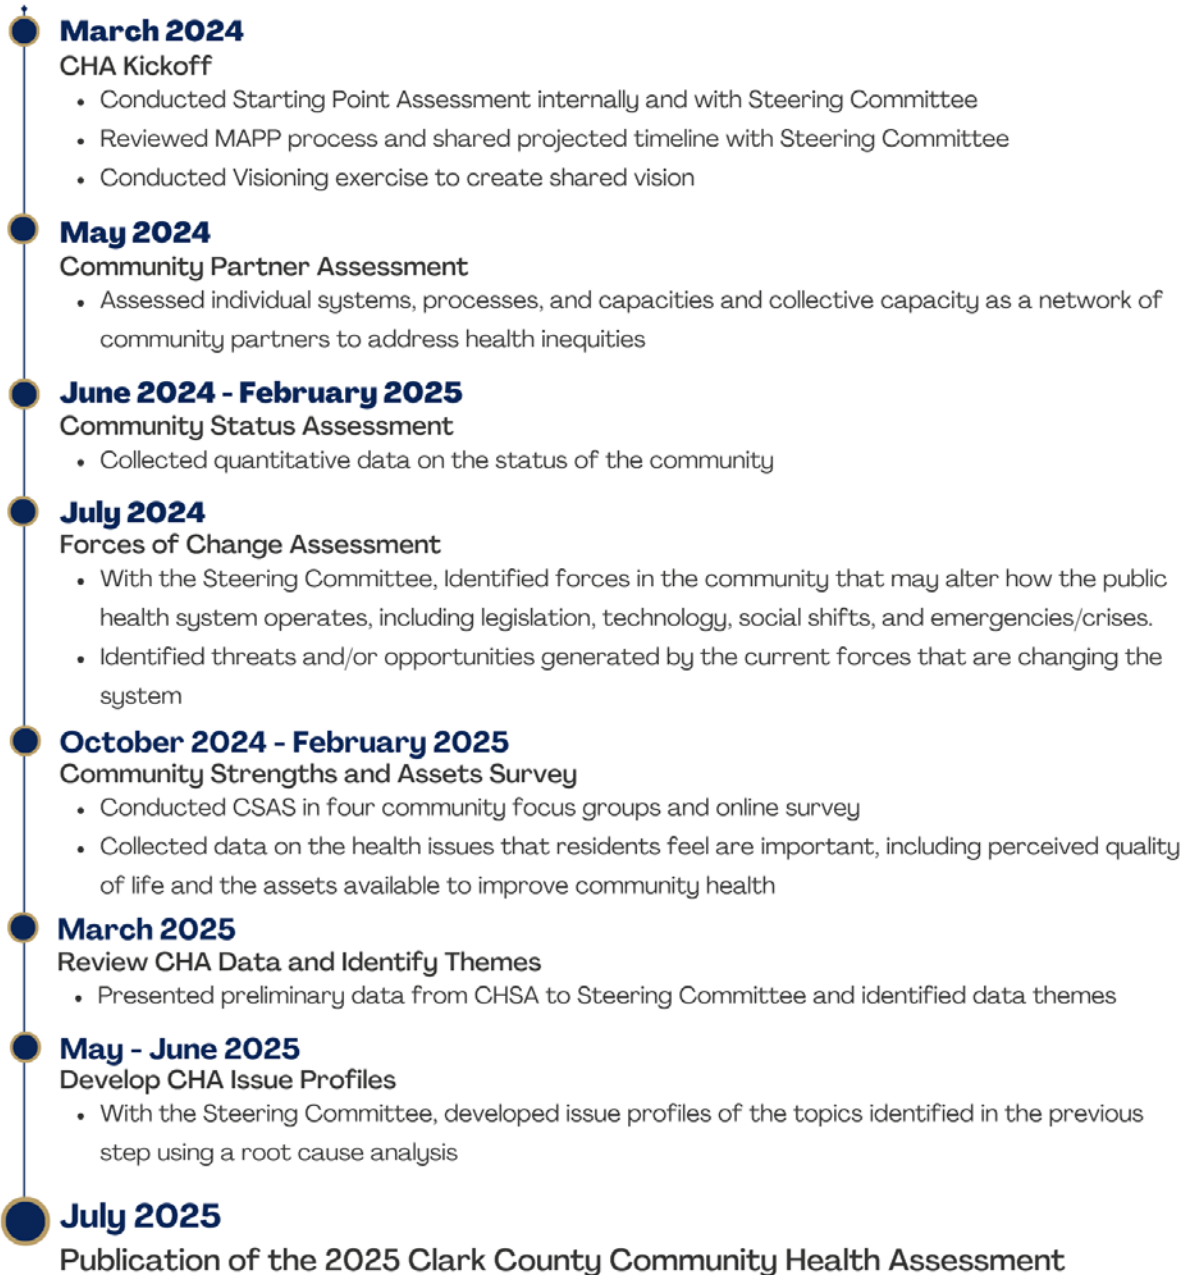 March 2024
CHA Kickoff
• Conducted Starting Point Assessment internally and with Steering Committee
• Reviewed MAPP process and shared projected timeline with Steering Committee
• Conducted Visioning exercise to create shared vision
May 2024
Community Partner Assessment
• Assessed individual systems, processes, and capacities and collective capacity as a network of
community partners to address health inequities
June 2024 - February 2025
Community Status Assessment
• Collected quantitative data on the status of the community
July 2024
Forces of Change Assessment
• With the Steering Committee, Identified forces in the community that may alter how the public
health system operates, including legislation, technology, social shifts, and emergencies/crises.
• Identified threats and/or opportunities generated by the current forces that are changing the
system
October 2024 - February 2025
Community Strengths and Assets Survey
• Conducted CSAS in four community focus groups and online survey
• Collected data on the health issues that residents feel are important, including perceived quality
of life and the assets available to improve community health
March 2025
Review CHA Data and Identify Themes
• Presented preliminary data from CHSA to Steering Committee and identified data themes
May - June 2025
Develop CHA Issue Profiles
• With the Steering Committee, developed issue profiles of the topics identified in the previous
step using a root cause analysis
July 2025
Publication of the 2025 Clark County Community Health Assessment